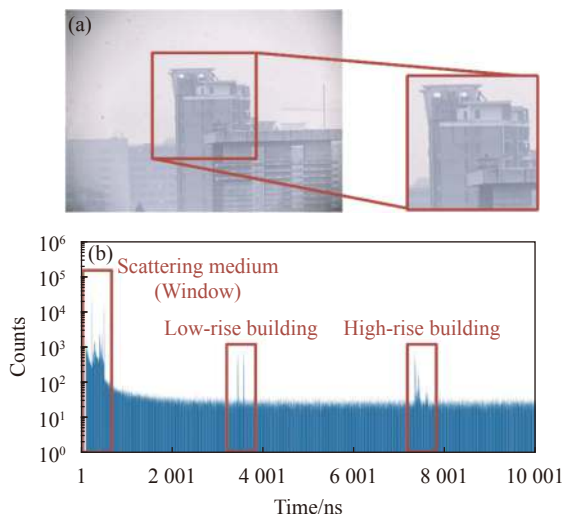 (a)
(b)
10⁶
10⁵
10⁴
10³
10²
10¹
10⁰
Counts
Scattering medium
(Window)
Low-rise building
High-rise building
1
2 001
4 001
6 001
8 001
10 001
Time/ns